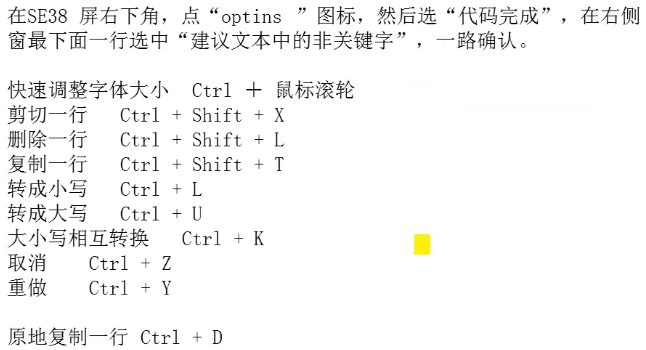 在SE38 屏右下角，点“optins ”图标，然后选“代码完成”，在右侧
窗最下面一行选中“建议文本中的非关键字”，一路确认。
快速调整字体大小 Ctrl ＋ 鼠标滚轮
剪切一行 Ctrl + Shift + X
删除一行 Ctrl + Shift + L
复制一行 Ctrl + Shift + T
转成小写 Ctrl + L
转成大写 Ctrl + U
大小写相互转换 Ctrl + K
取消 Ctrl + Z
重做 Ctrl + Y
原地复制一行 Ctrl + D